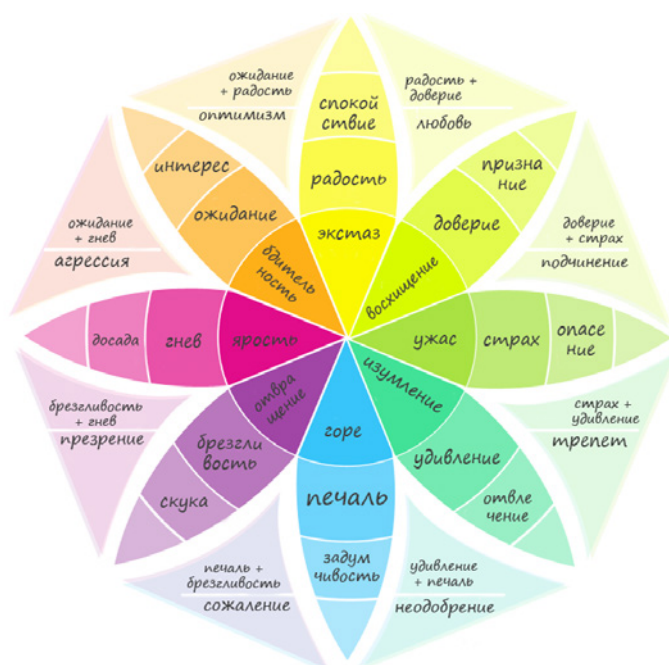 ожидание
+ радость
оптимизм
радость +
доверие
любовь
спокой
ствие
радость
экстаз
призна
ние
доверие
восхищение
доверие
+ страх
подчинение
ужас
страх
опасе
ние
страх +
удивление
трепет
изумление
удивление
отвле
чение
удивление
+ печаль
неодобрение
горе
печаль
задум
чивость
печаль +
брезгливость
сожаление
отвра
щение
брезгли
вость
скука
брезгливость
+ гнев
презрение
ярость
гнев
досада
ожидание
+ гнев
агрессия
бдитель
ность
ожидание
интерес